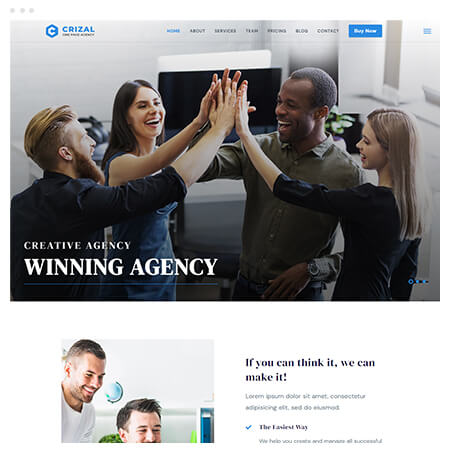 CRIZAL
ONE PAGE AGENCY
HOME ABOUT SERVICES TEAM PRICING BLOG CONTACT Buy Now
CREATIVE AGENCY
WINNING AGENCY
If you can think it, we can
make it!
Lorem ipsum dolor sit amet, consectetur
adipisicing elit, sed do eiusmod.
The Easiest Way
We help you create and manage all successful